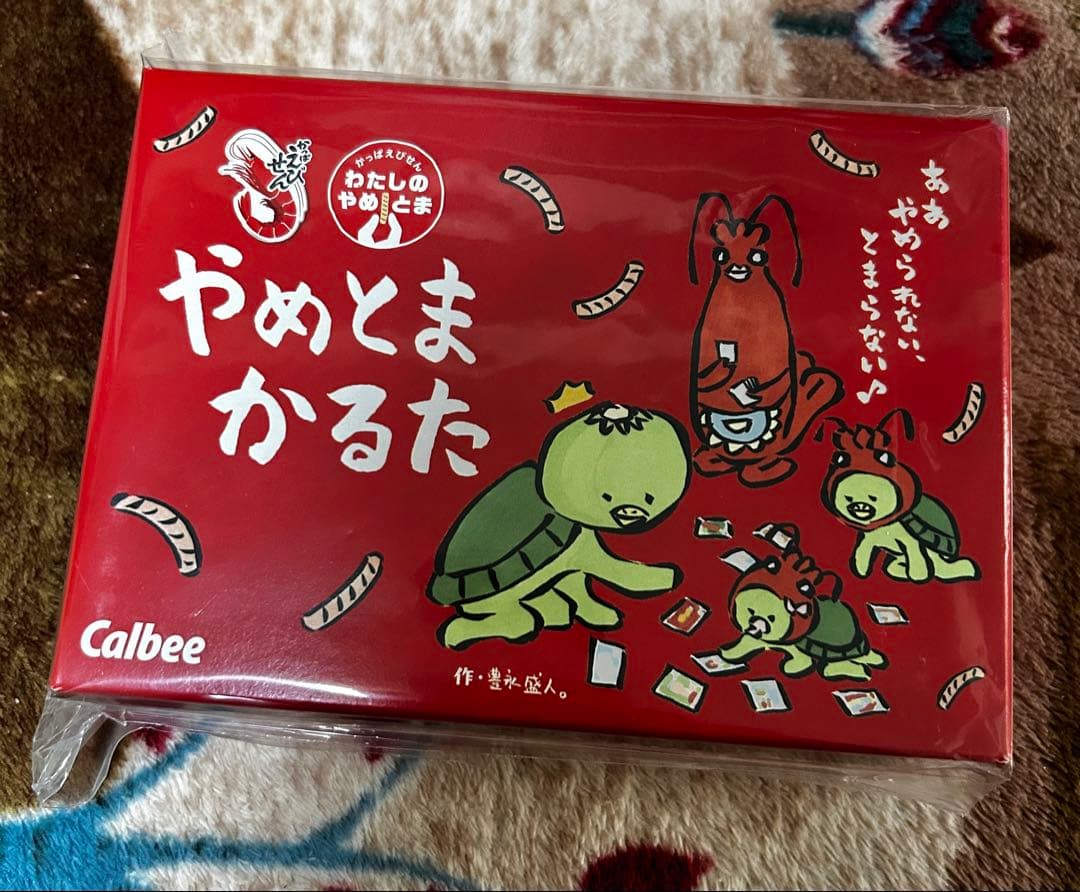 かっぱ
えび
せん
かっぱえびせん
わたしの
やめ とま
やめとま
かるた
ああ
やめられない、
とまらない♪
Calbee
作・豊永盛人。